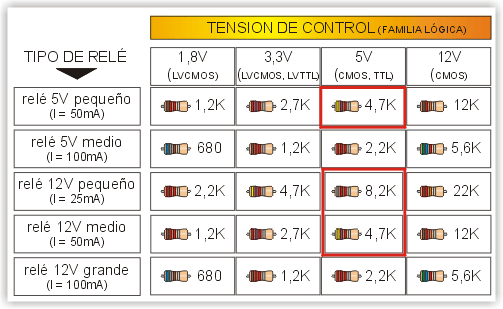 TENSION DE CONTROL (FAMILIA LÓGICA)
TIPO DE RELÉ
1,8V 3,3V 5V 12V
(LVCMOS) (LVCMOS, LVTTL) (CMOS, TTL) (CMOS)
relé 5V pequeño
(I = 50mA)
1,2K 2,7K 4,7K 12K
relé 5V medio
(I = 100mA)
680 1,2K 2,2K 5,6K
relé 12V pequeño
(I = 25mA)
2,2K 4,7K 8,2K 22K
relé 12V medio
(I = 50mA)
1,2K 2,7K 4,7K 12K
relé 12V grande
(I = 100mA)
680 1,2K 2,2K 5,6K